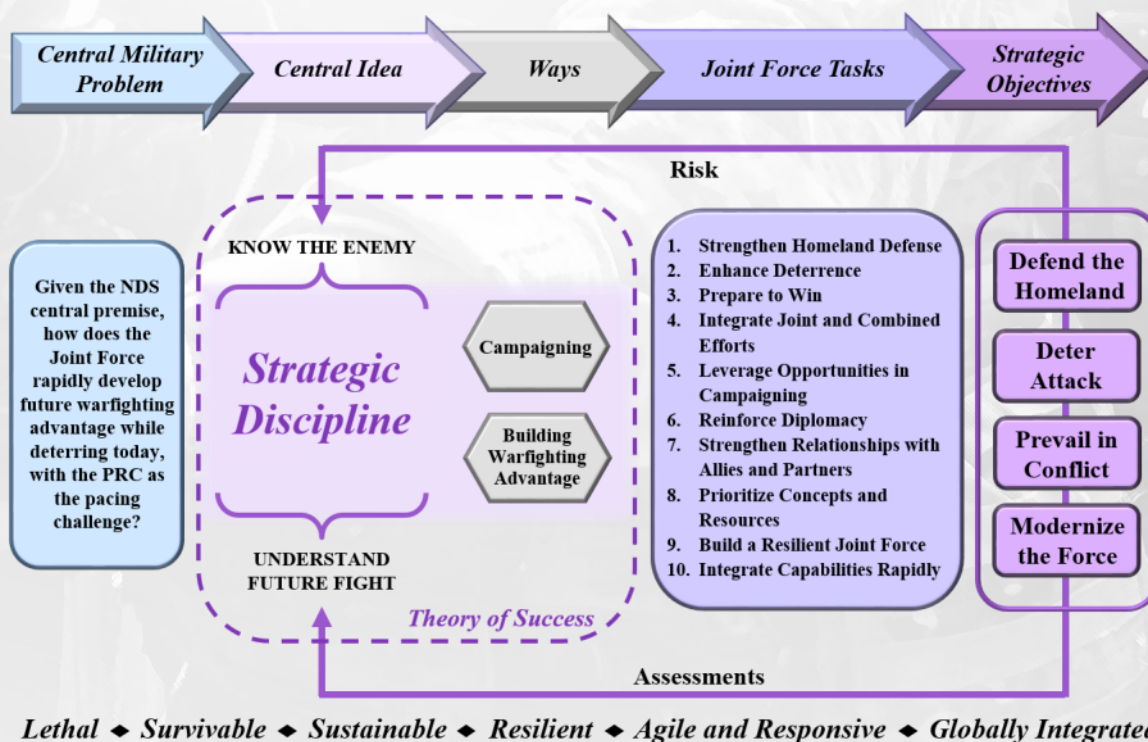 Central Military
Problem
Central Idea
Ways
Joint Force Tasks
Strategic
Objectives
Risk
Given the NDS
central premise,
how does the
Joint Force
rapidly develop
future warfighting
advantage while
deterring today,
with the PRC as
the pacing
challenge?
KNOW THE ENEMY
Strategic
Discipline
UNDERSTAND
FUTURE FIGHT
Theory of Success
Campaigning
Building
Warfighting
Advantage
1. Strengthen Homeland Defense
2. Enhance Deterrence
3. Prepare to Win
4. Integrate Joint and Combined
Efforts
5. Leverage Opportunities in
Campaigning
6. Reinforce Diplomacy
7. Strengthen Relationships with
Allies and Partners
8. Prioritize Concepts and
Resources
9. Build a Resilient Joint Force
10. Integrate Capabilities Rapidly
Defend the
Homeland
Deter
Attack
Prevail in
Conflict
Modernize
the Force
Assessments
Lethal ◆ Survivable ◆ Sustainable ◆ Resilient ◆ Agile and Responsive ◆ Globally Integrate